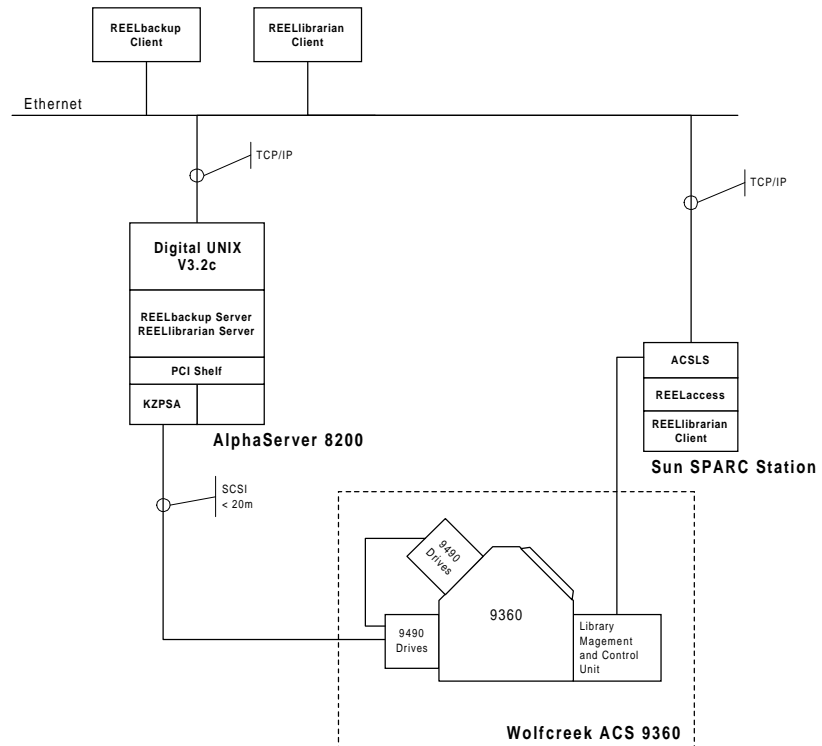 REELbackup
Client
REELlibrarian
Client
Ethernet
TCP/IP
TCP/IP
Digital UNIX
V3.2c
REELbackup Server
REELlibrarian Server
PCI Shelf
KZPSA
AlphaServer 8200
ACSLS
REELaccess
REELlibrarian
Client
Sun SPARC Station
SCSI
< 20m
9490
Drives
9360
9490
Drives
Library
Magement
and Control
Unit
Wolfcreek ACS 9360